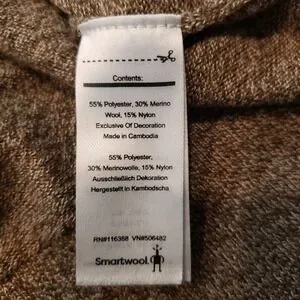 Contents:
55% Polyester, 30% Merino
Wool, 15% Nylon
Exclusive Of Decoration
Made in Cambodia
55% Polyester,
30% Merinowolle, 15% Nylon
Ausschließlich Dekoration
Hergestellt in Kambodscha
RN#116388 VN#506482
Smartwool